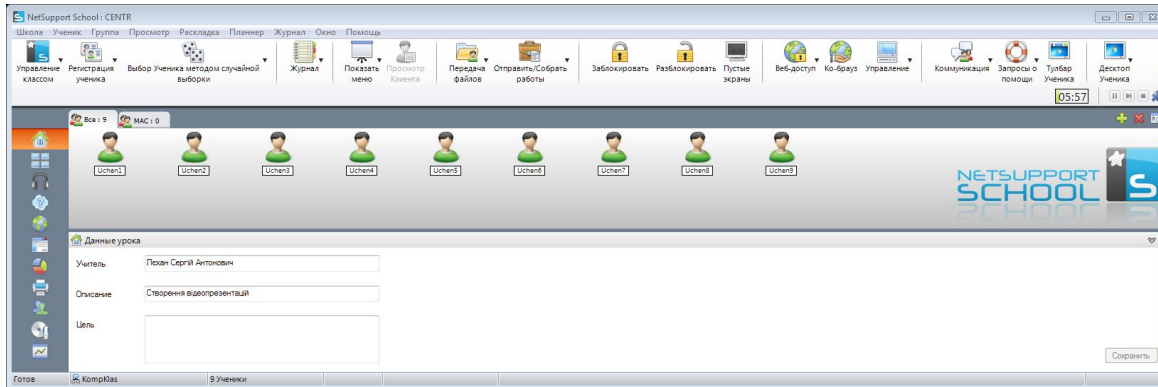 NetSupport School : CENTR
Школа Ученик Группа Просмотр Раскладка Планнер Журнал Окно Помощь
Управление классом
Регистрация ученика
Выбор Ученика методом случайной выборки
Журнал
Показать меню
Просмотр Клиента
Передача файлов
Отправить/Собрать работы
Заблокировать
Разблокировать
Пустые экраны
Веб-доступ
Ко-брауз
Управление
Коммуникация
Запросы о помощи
Тулбар Ученика
Десктоп Ученика
05:57
Все : 9
МАС : 0
Uchen1 Uchen2 Uchen3 Uchen4 Uchen5 Uchen6 Uchen7 Uchen8 Uchen9
NETSUPPORT
SCHOOL
Данные урока
Учитель Пехан Сергій Антонович
Описание Створення відеопрезентацій
Цель
Сохранить
Готов KompKlas 9 Ученики